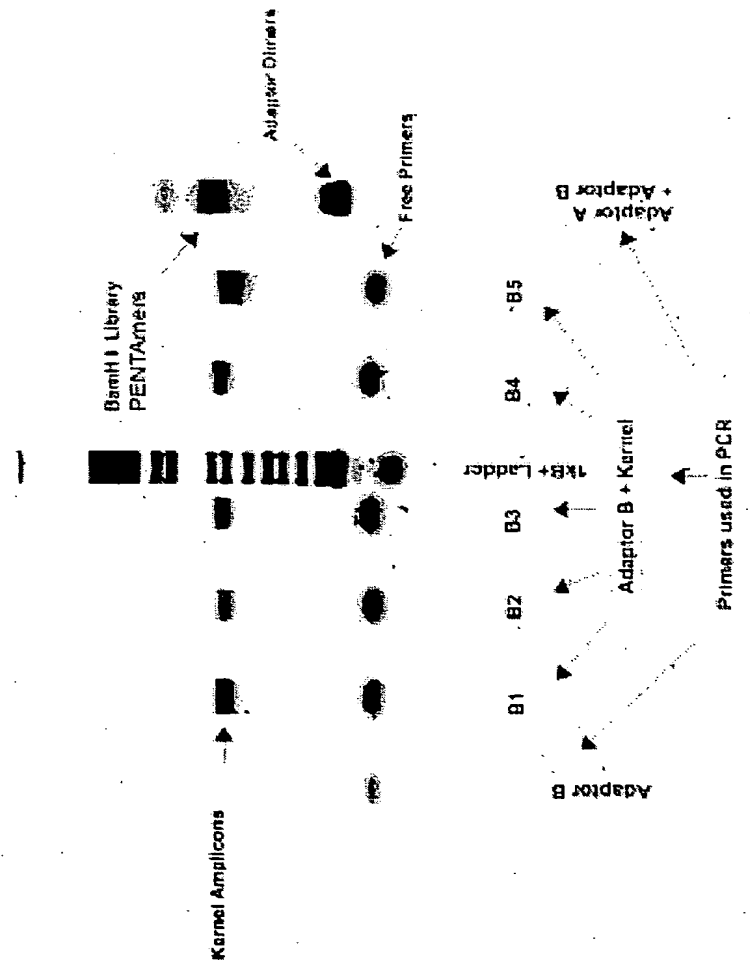 Kernel Amplicons
BamH I Library
PENTAmers
Adaptor Dimers
Free Primers
Adaptor B
B1
B2
B3
1kB+ Ladder
B4
B5
Adaptor A
+ Adaptor B
Adaptor B + Kernel
Primers used in PCR